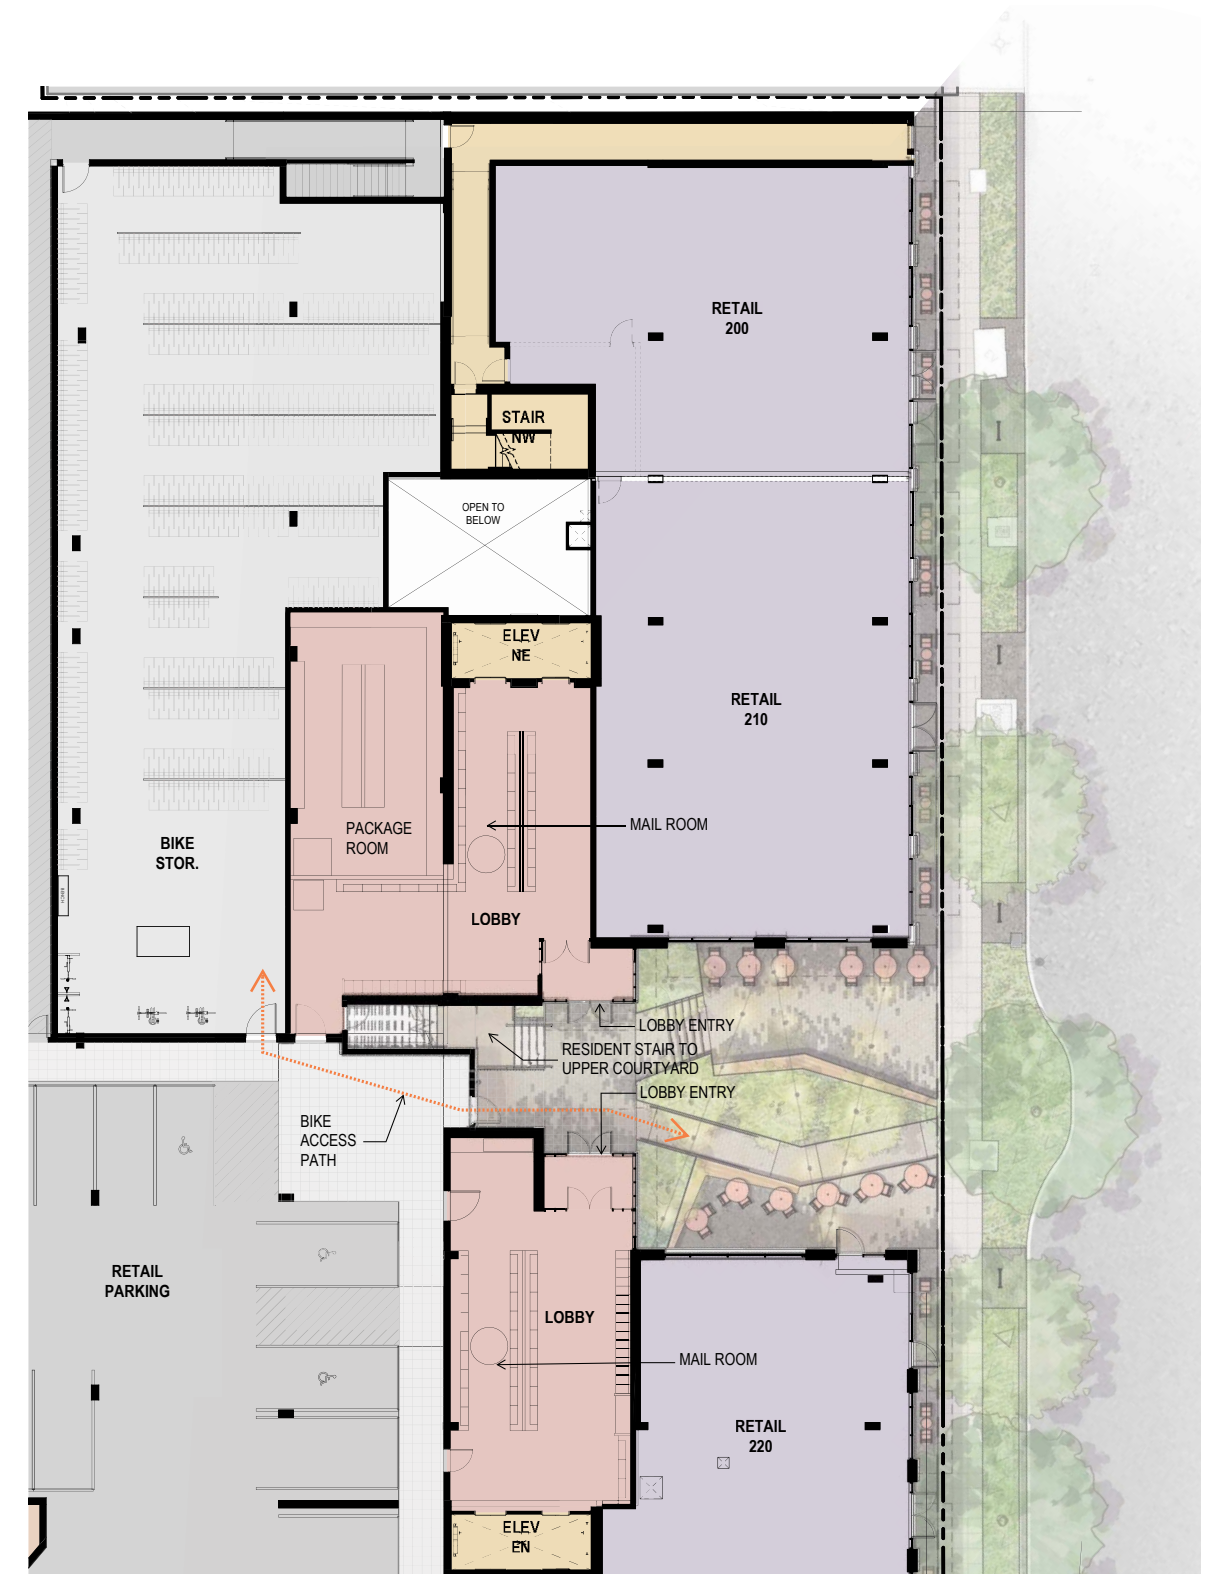 RETAIL
200
STAIR
NW
OPEN TO
BELOW
ELEV
NE
RETAIL
210
PACKAGE
ROOM
MAIL ROOM
BIKE
STOR.
LOBBY
LOBBY ENTRY
RESIDENT STAIR TO
UPPER COURTYARD
LOBBY ENTRY
BIKE
ACCESS
PATH
RETAIL
PARKING
LOBBY
MAIL ROOM
RETAIL
220
ELEV
EN